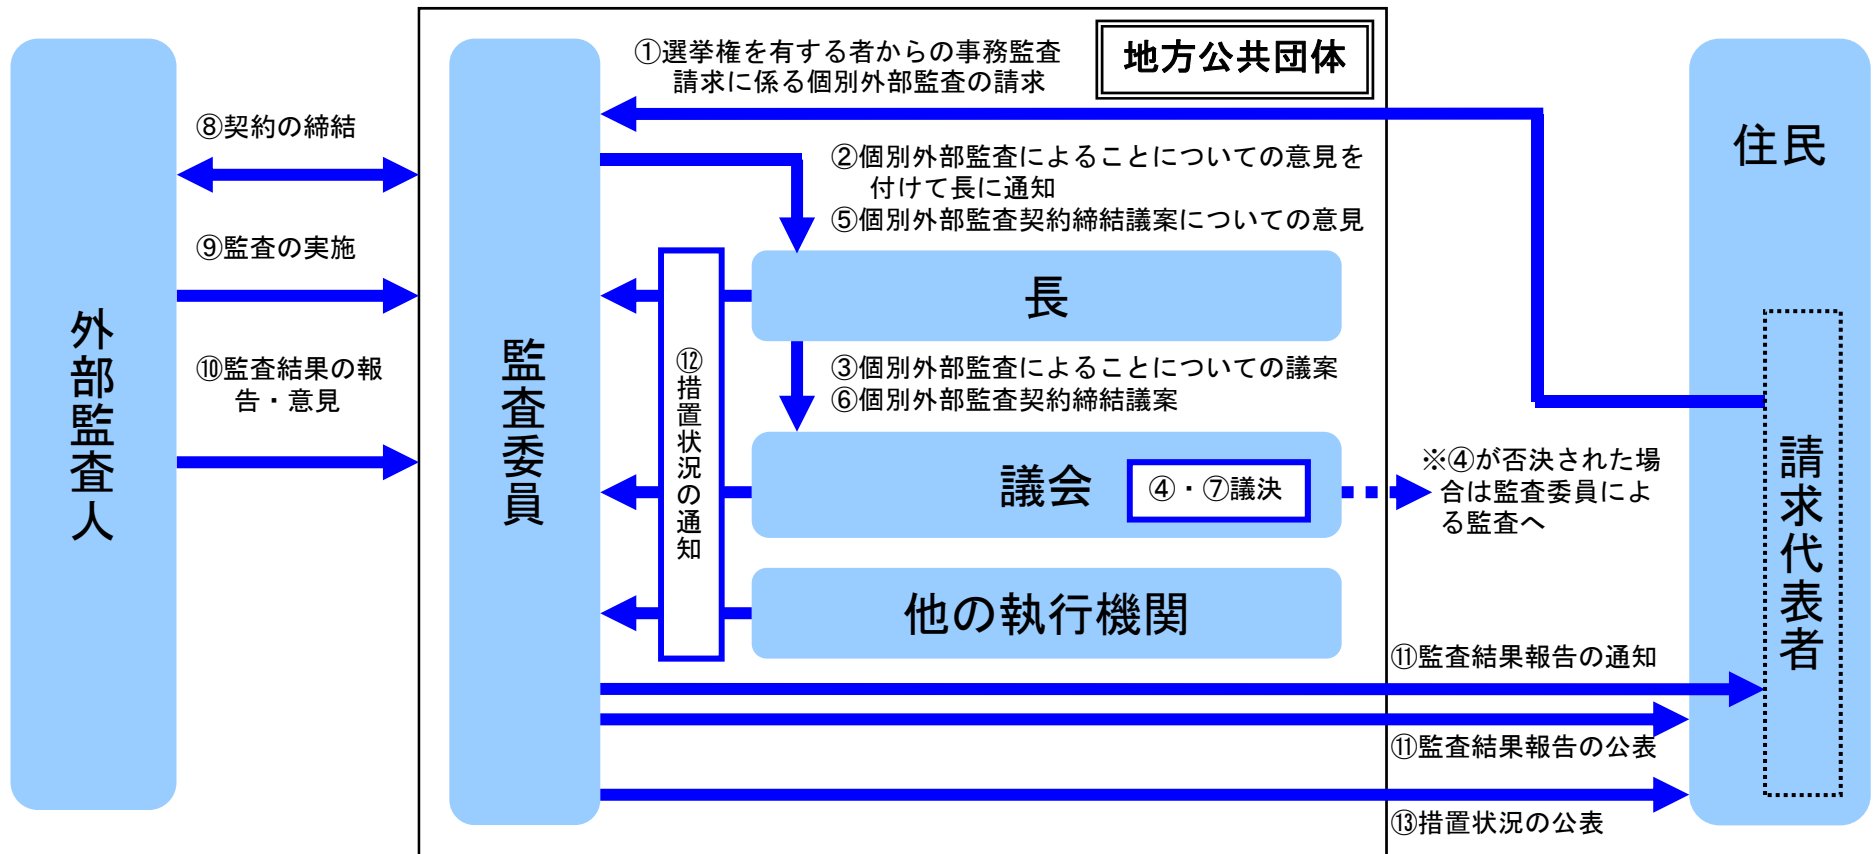 地方公共団体
①選挙権を有する者からの事務監査
請求に係る個別外部監査の請求
住民
⑧契約の締結
②個別外部監査によることについての意見を
付けて長に通知
⑤個別外部監査契約締結議案についての意見
⑨監査の実施
長
外部監査人
監査委員
⑫措置状況の通知
③個別外部監査によることについての議案
⑥個別外部監査契約締結議案
⑩監査結果の報
告・意見
議会
④・⑦議決
※④が否決された場
合は監査委員によ
る監査へ
請求代表者
他の執行機関
⑪監査結果報告の通知
⑪監査結果報告の公表
⑬措置状況の公表